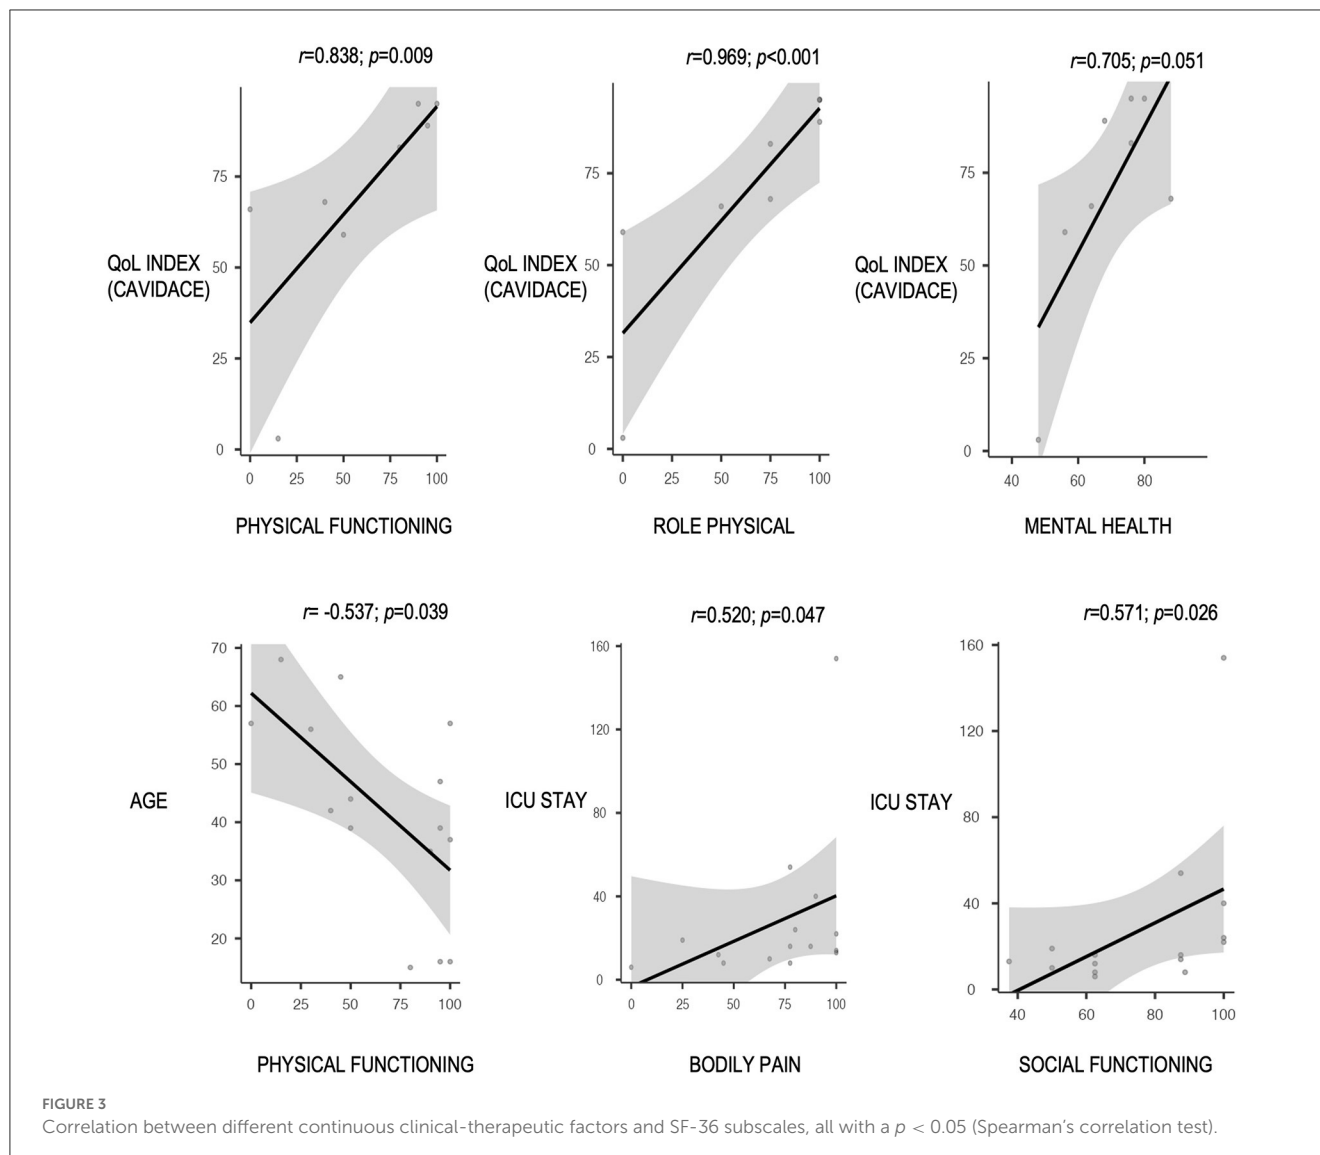 r=0.838; p=0.009
75
50
25
0
QoL INDEX
(CAVIDACE)
0 25 50 75 100
PHYSICAL FUNCTIONING
r=0.969; p<0.001
75
50
25
0
QoL INDEX
(CAVIDACE)
0 25 50 75 100
ROLE PHYSICAL
r=0.705; p=0.051
75
50
25
0
QoL INDEX
(CAVIDACE)
40 60 80
MENTAL HEALTH
r= -0.537; p=0.039
70
60
50
40
30
20
AGE
0 25 50 75 100
PHYSICAL FUNCTIONING
r=0.520; p=0.047
160
120
80
40
0
ICU STAY
0 25 50 75 100
BODILY PAIN
r=0.571; p=0.026
160
120
80
40
0
ICU STAY
40 60 80 100
SOCIAL FUNCTIONING
FIGURE 3
Correlation between different continuous clinical-therapeutic factors and SF-36 subscales, all with a p < 0.05 (Spearman's correlation test).